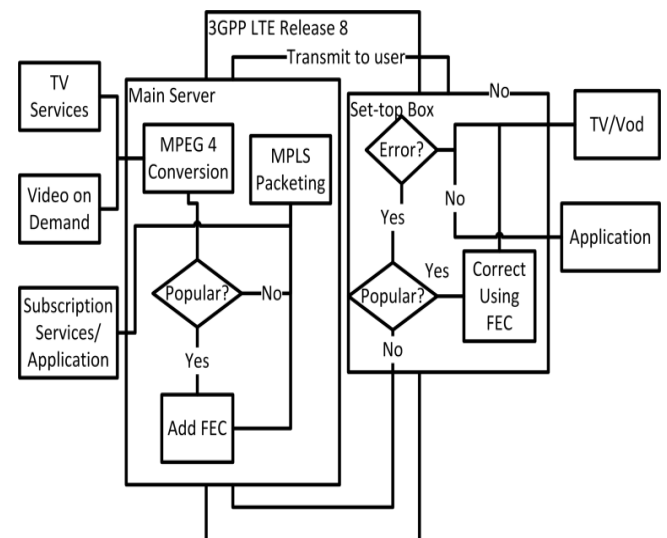 3GPP LTE Release 8
Transmit to user
TV
Services
Main Server
No
Set-top Box
TV/Vod
MPEG 4
Conversion
MPLS
Packeting
Error?
Video on
Demand
Yes
No
Application
Subscription
Services/
Application
Popular?
No
Popular?
Yes
Correct
Using
FEC
Yes
No
Add FEC